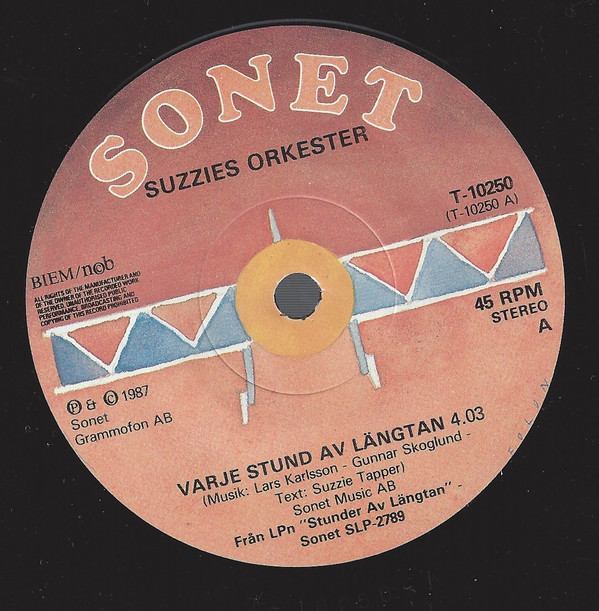 SONET
SUZZIES ORKESTER
T-10250
(T-10250 A)
BIEM/n©b
ALL RIGHTS OF THE MANUFACTURER AND
OF THE OWNER OF THE RECORDED WORK
RESERVED. UNAUTHORISED PUBLIC
PERFORMANCE, BROADCASTING AND
COPYING OF THIS RECORD PROHIBITED
45 RPM
STEREO
A
℗ & © 1987
Sonet
Grammofon AB
FOLON
VARJE STUND AV LÄNGTAN 4.03
(Musik: Lars Karlsson - Gunnar Skoglund -
Text: Suzzie Tapper)
Sonet Music AB
Från LPn "Stunder Av Längtan" -
Sonet SLP-2789